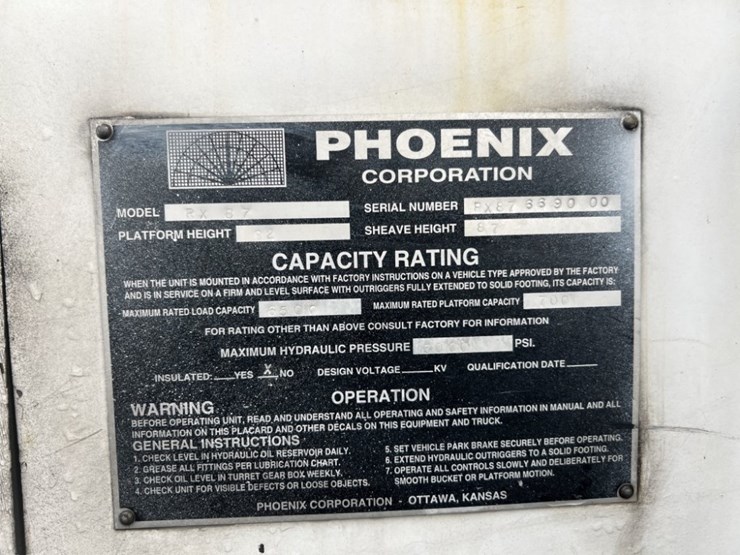 PHOENIX
CORPORATION
MODEL PX 87
SERIAL NUMBER PX87 6690 00
PLATFORM HEIGHT 82
SHEAVE HEIGHT 87
CAPACITY RATING
WHEN THE UNIT IS MOUNTED IN ACCORDANCE WITH FACTORY INSTRUCTIONS ON A VEHICLE TYPE APPROVED BY THE FACTORY
AND IS IN SERVICE ON A FIRM AND LEVEL SURFACE WITH OUTRIGGERS FULLY EXTENDED TO SOLID FOOTING, ITS CAPACITY IS:
MAXIMUM RATED LOAD CAPACITY
MAXIMUM RATED PLATFORM CAPACITY
FOR RATING OTHER THAN ABOVE CONSULT FACTORY FOR INFORMATION
MAXIMUM HYDRAULIC PRESSURE PSI.
INSULATED: ___YES _X_NO DESIGN VOLTAGE____KV QUALIFICATION DATE____
OPERATION
WARNING
BEFORE OPERATING UNIT, READ AND UNDERSTAND ALL OPERATING AND SAFETY INFORMATION IN MANUAL AND ALL
INFORMATION ON THIS PLACARD AND OTHER DECALS ON THIS EQUIPMENT AND TRUCK.
GENERAL INSTRUCTIONS
1. CHECK LEVEL IN HYDRAULIC OIL RESERVOIR DAILY.
2. GREASE ALL FITTINGS PER LUBRICATION CHART.
3. CHECK OIL LEVEL IN TURRET GEAR BOX WEEKLY.
4. CHECK UNIT FOR VISIBLE DEFECTS OR LOOSE OBJECTS.
5. SET VEHICLE PARK BRAKE SECURELY BEFORE OPERATING.
6. EXTEND HYDRAULIC OUTRIGGERS TO A SOLID FOOTING.
7. OPERATE ALL CONTROLS SLOWLY AND DELIBERATELY FOR
SMOOTH BUCKET OR PLATFORM MOTION.
PHOENIX CORPORATION - OTTAWA, KANSAS